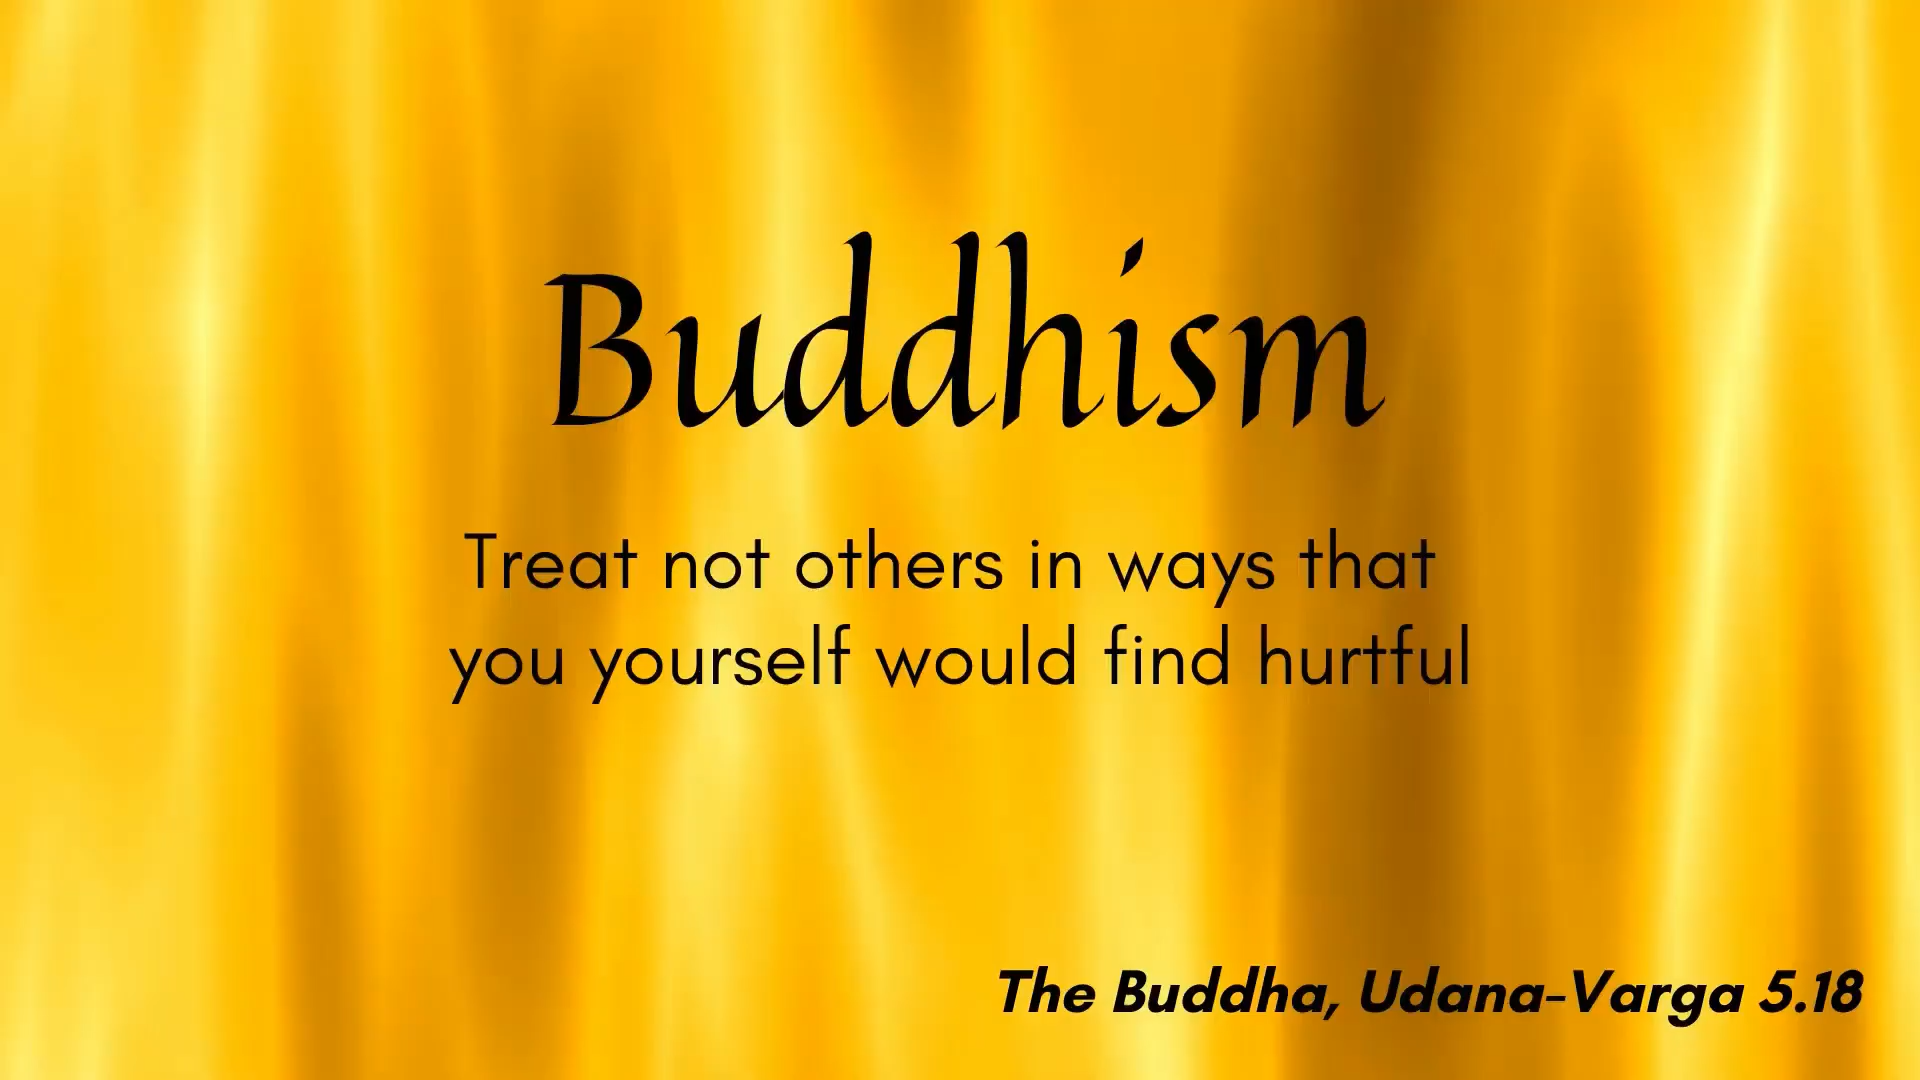 Buddhism
Treat not others in ways that
you yourself would find hurtful
The Buddha, Udana-Varga 5.18